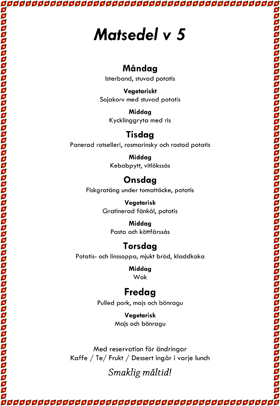 Matsedel v 5
Måndag
Isterband, stuvad potatis
Vegetariskt
Sojakorv med stuvad potatis
Middag
Kycklinggryta med ris
Tisdag
Panerad rotselleri, rosmarinsky och rostad potatis
Middag
Kebabpytt, vitlökssås
Onsdag
Fiskgratäng under tomattäcke, potatis
Vegetarisk
Gratinerad fänkål, potatis
Middag
Pasta och köttfärssås
Torsdag
Potatis- och linssoppa, mjukt bröd, kladdkaka
Middag
Wok
Fredag
Pulled pork, majs och bönragu
Vegetarisk
Majs och bönragu
Med reservation för ändringar
Kaffe / Te/ Frukt / Dessert ingår i varje lunch
Smaklig måltid!